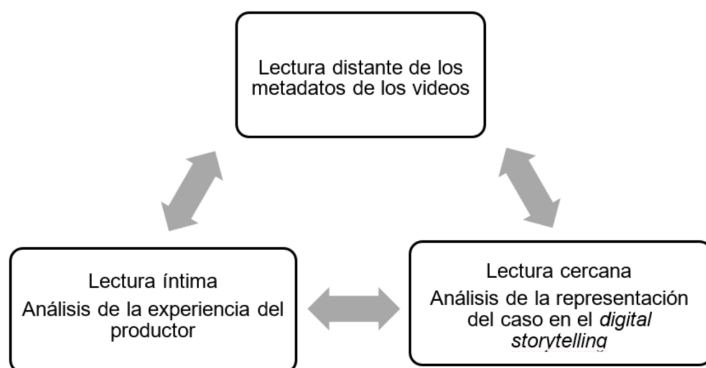 Lectura distante de los
metadatos de los videos
Lectura íntima
Análisis de la experiencia del
productor
Lectura cercana
Análisis de la representación
del caso en el digital
storytelling